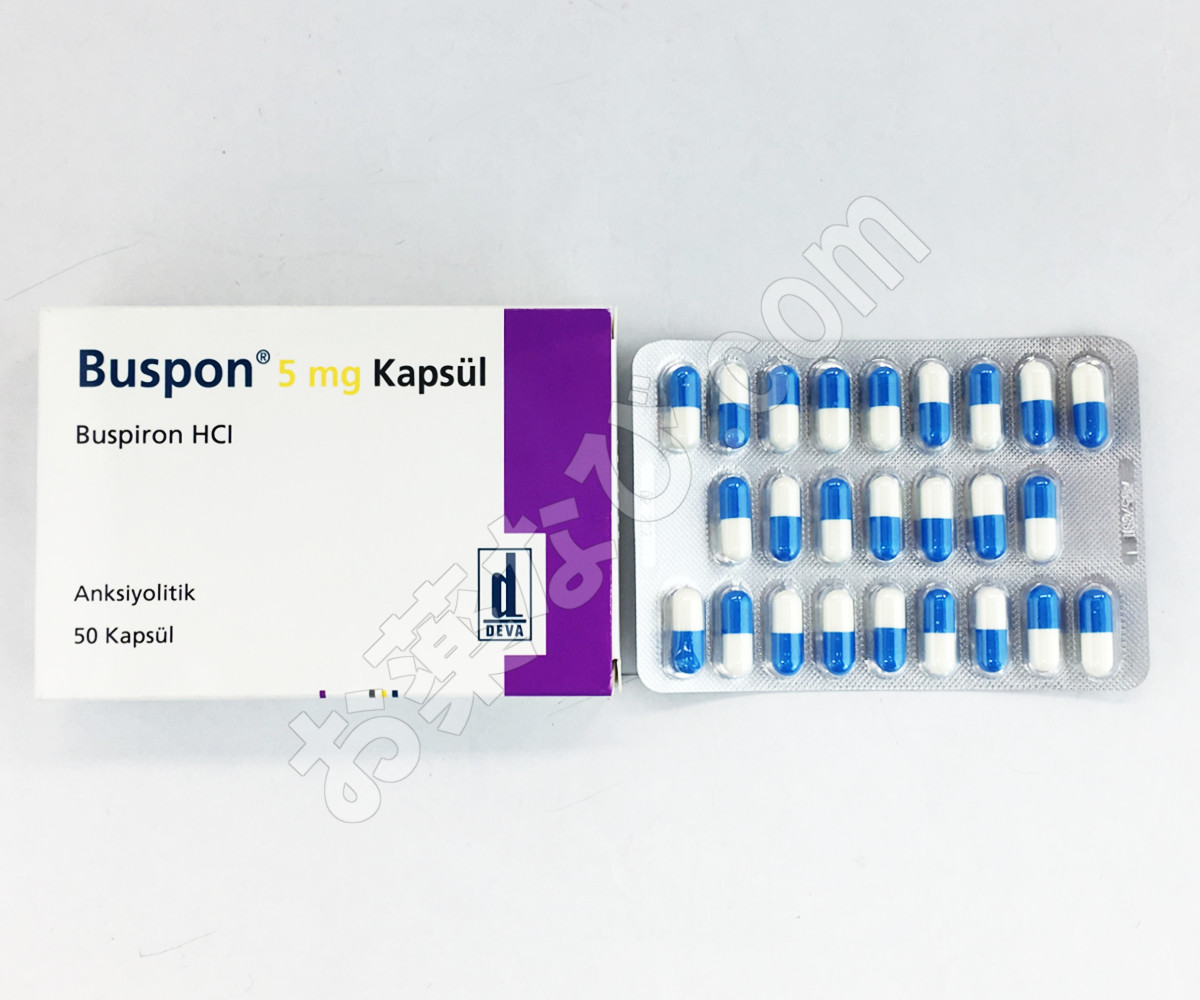 Buspon® 5 mg Kapsül
Buspiron HCl
Anksiyolitik
50 Kapsül
d
DEVA
お薬なび.com